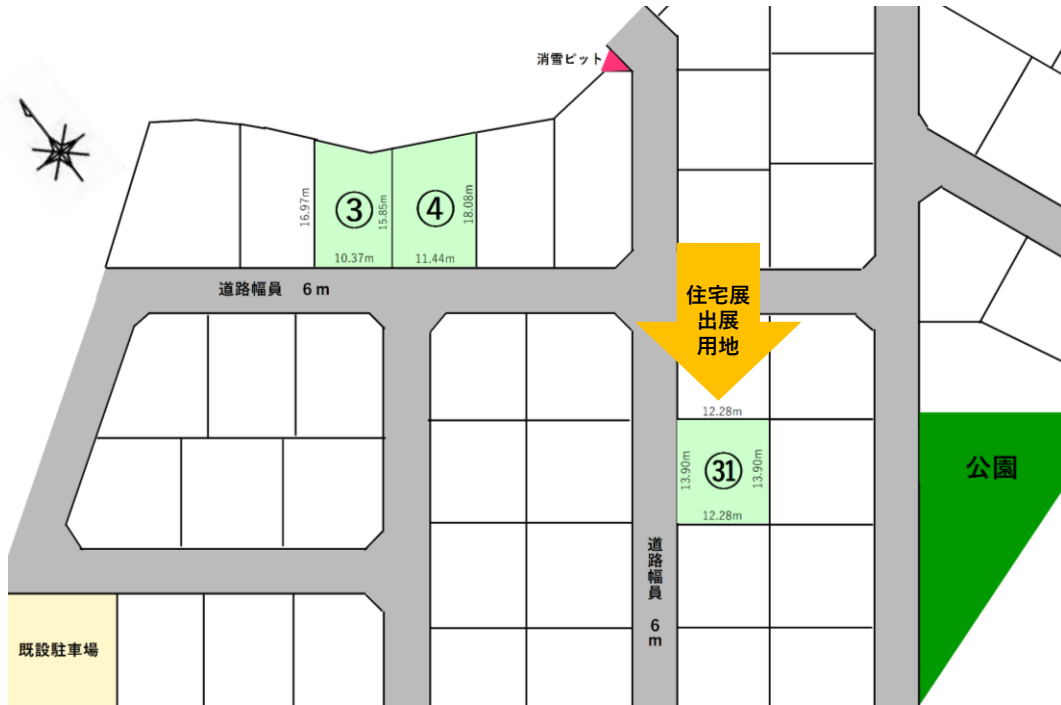 消雪ピット
16.97m
③
15.85m
④
18.08m
10.37m
11.44m
道路幅員 6m
住宅展
出展
用地
12.28m
13.90m
㉛
13.90m
12.28m
公園
道路幅員 6m
既設駐車場